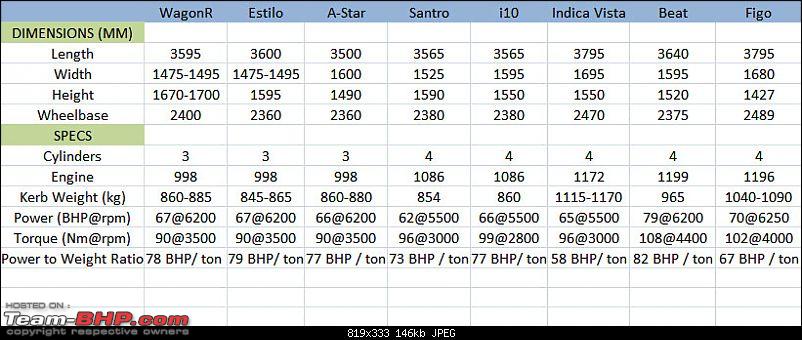 WagonR Estilo A-Star Santro i10 Indica Vista Beat Figo
DIMENSIONS (MM)
Length 3595 3600 3500 3565 3565 3795 3640 3795
Width 1475-1495 1475-1495 1600 1525 1595 1695 1595 1680
Height 1670-1700 1595 1490 1590 1550 1550 1520 1427
Wheelbase 2400 2360 2360 2380 2380 2470 2375 2489
SPECS
Cylinders 3 3 3 4 4 4 4 4
Engine 998 998 998 1086 1086 1172 1199 1196
Kerb Weight (kg) 860-885 845-865 860-880 854 860 1115-1170 965 1040-1090
Power (BHP@rpm) 67@6200 67@6200 66@6200 62@5500 66@5500 65@5500 79@6200 70@6250
Torque (Nm@rpm) 90@3500 90@3500 90@3500 96@3000 99@2800 96@3000 108@4400 102@4000
Power to Weight Ratio 78 BHP/ ton 79 BHP/ ton 77 BHP / ton 73 BHP / ton 77 BHP / ton 58 BHP / ton 82 BHP / ton 67 BHP / ton
Team-BHP.com
copyright respective owners
819x333 146kb JPEG